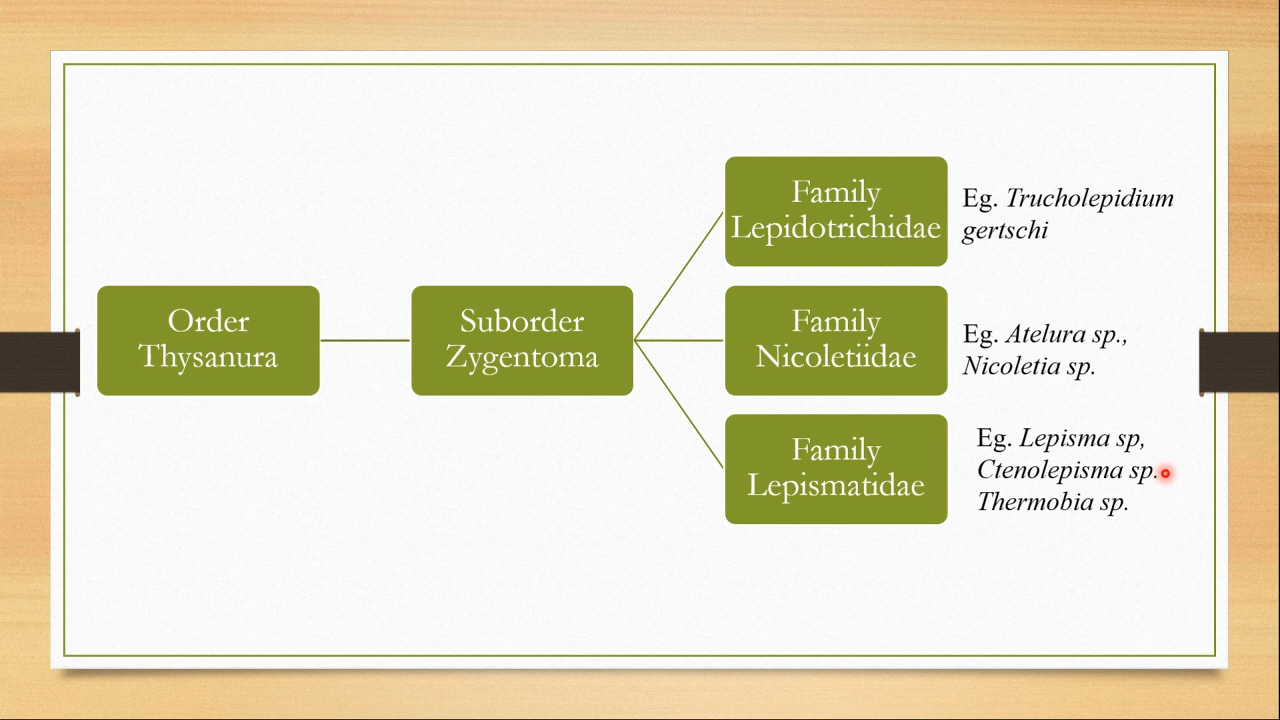 Order
Thysanura
Suborder
Zygentoma
Family
Lepidotrichidae
Eg. Trucholepidium
gertschi
Family
Nicoletiidae
Eg. Atelura sp.,
Nicoletia sp.
Family
Lepismatidae
Eg. Lepisma sp,
Ctenolepisma sp.
Thermobia sp.